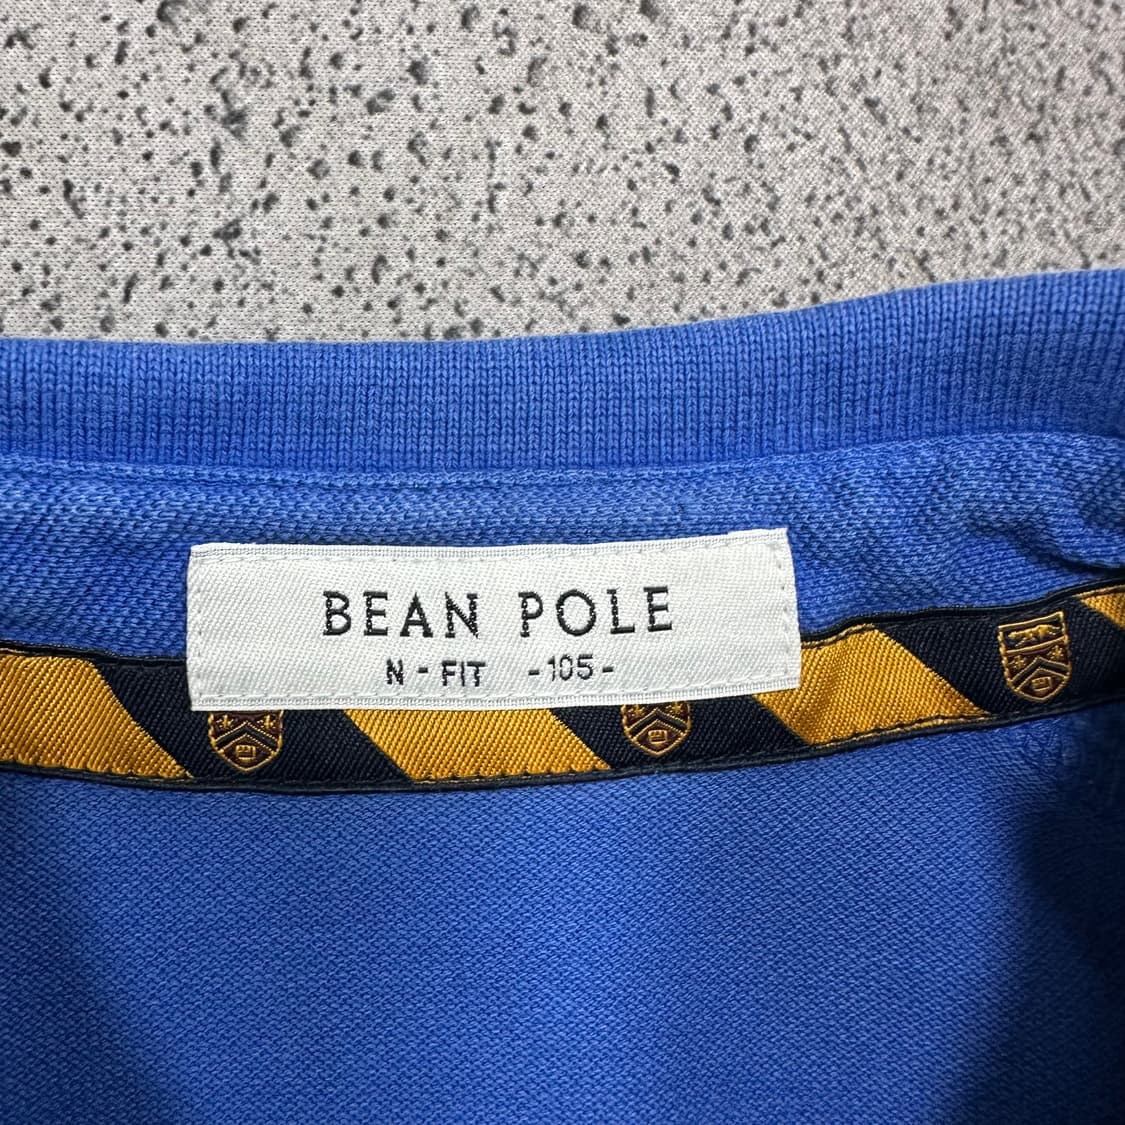 BEAN POLE
N - FIT -105-